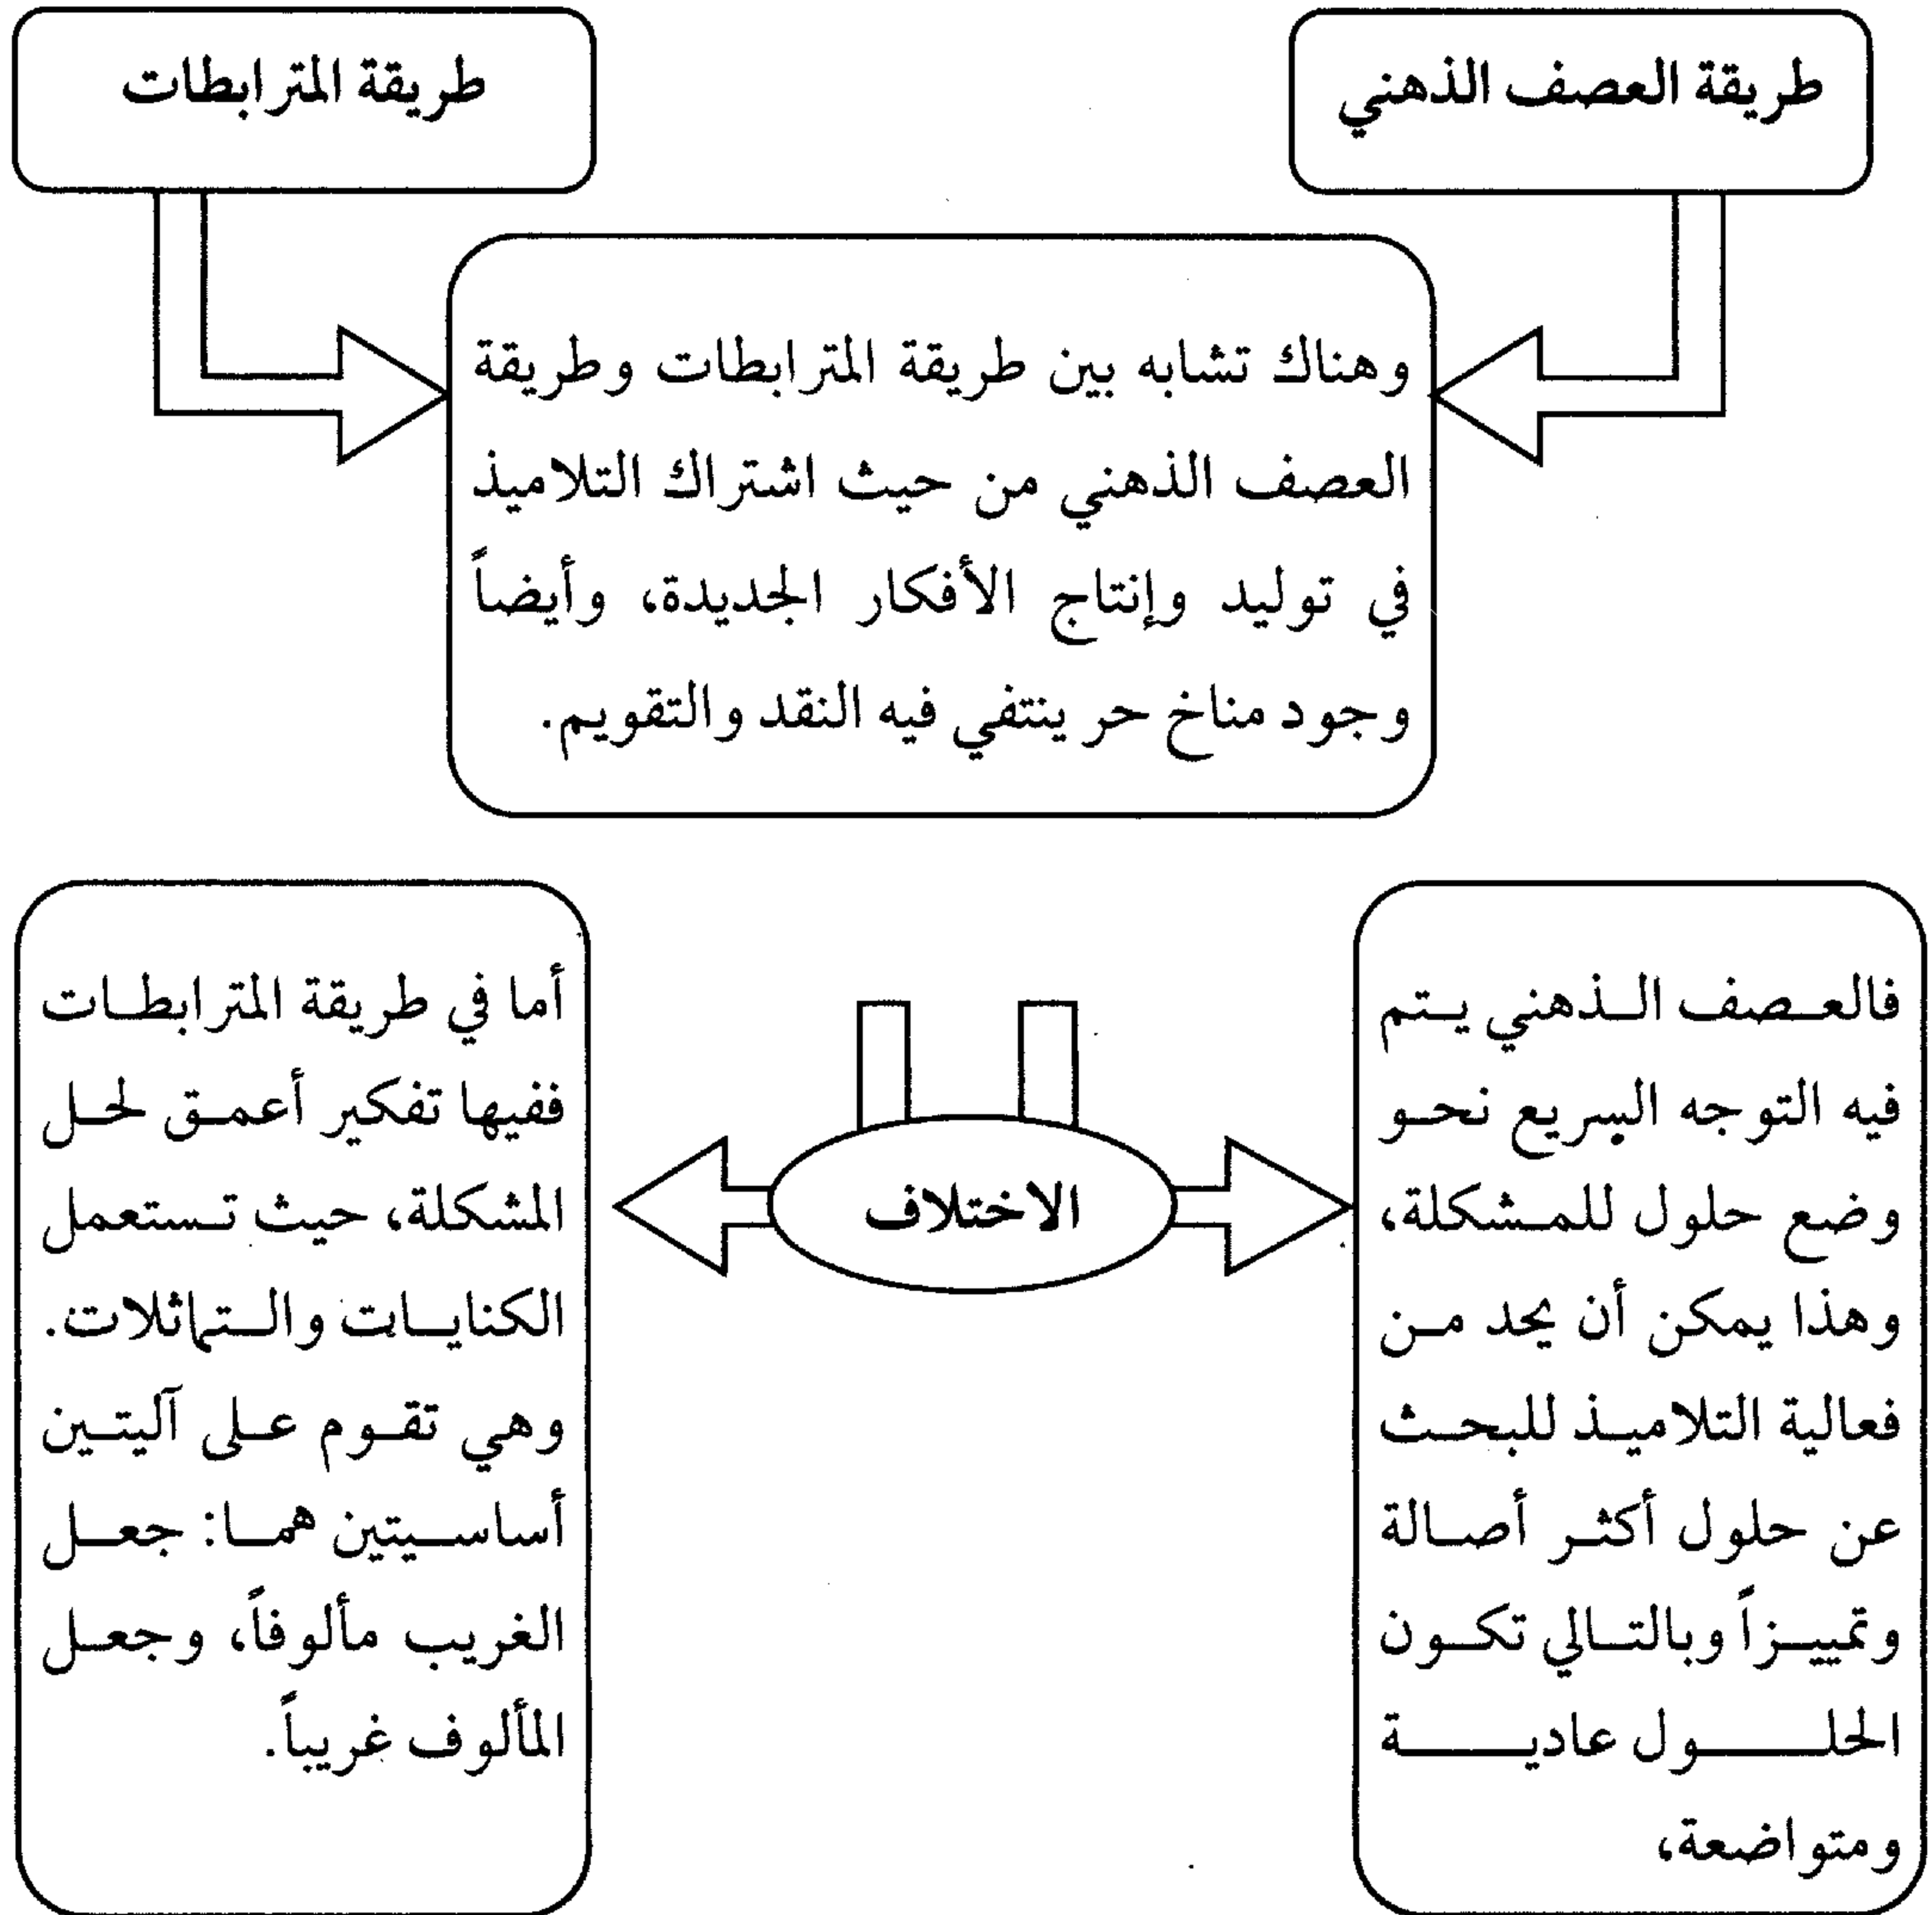 طريقة العصف الذهني
طريقة المترابطات
وهناك تشابه بين طريقة المترابطات وطريقة
العصف الذهني من حيث اشتراك التلاميذ
في توليد وإنتاج الأفكار الجديدة، وأيضاً
وجود مناخ حر ينتفي فيه النقد والتقويم.
الاختلاف
فالعصف الذهني يتم
فيه التوجه السريع نحو
وضع حلول للمشكلة،
وهذا يمكن أن يحد من
فعالية التلاميذ للبحث
عن حلول أكثر أصالة
وتمييزاً وبالتالي تكون
الحلول عادية
ومتواضعة،
أما في طريقة المترابطات
ففيها تفكير أعمق لحل
المشكلة، حيث تستعمل
الكنايات والتماثلات.
وهي تقوم على آليتين
أساسيتين هما: جعل
الغريب مألوفاً، وجعل
المألوف غريباً.